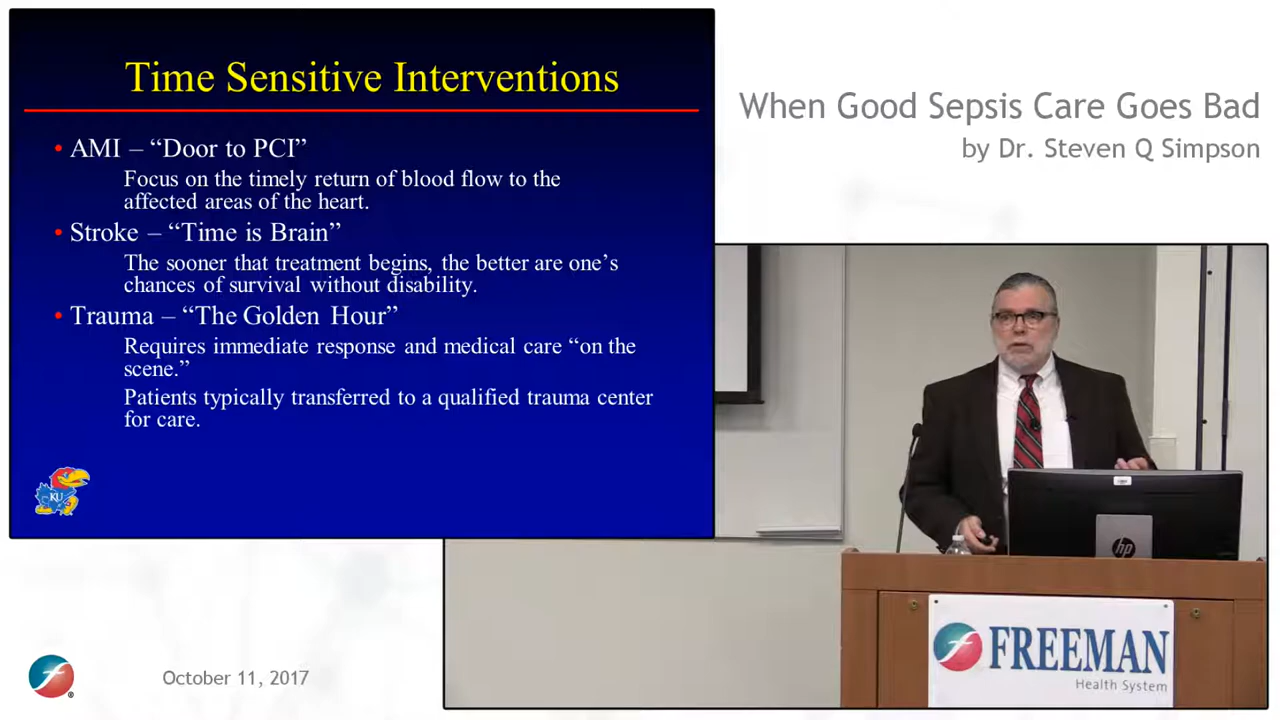 Time Sensitive Interventions
• AMI – “Door to PCI”
Focus on the timely return of blood flow to the
affected areas of the heart.
• Stroke – “Time is Brain”
The sooner that treatment begins, the better are one’s
chances of survival without disability.
• Trauma – “The Golden Hour”
Requires immediate response and medical care “on the
scene.”
Patients typically transferred to a qualified trauma center
for care.
KU
When Good Sepsis Care Goes Bad
by Dr. Steven Q Simpson
hp
FREEMAN
Health System
®
October 11, 2017